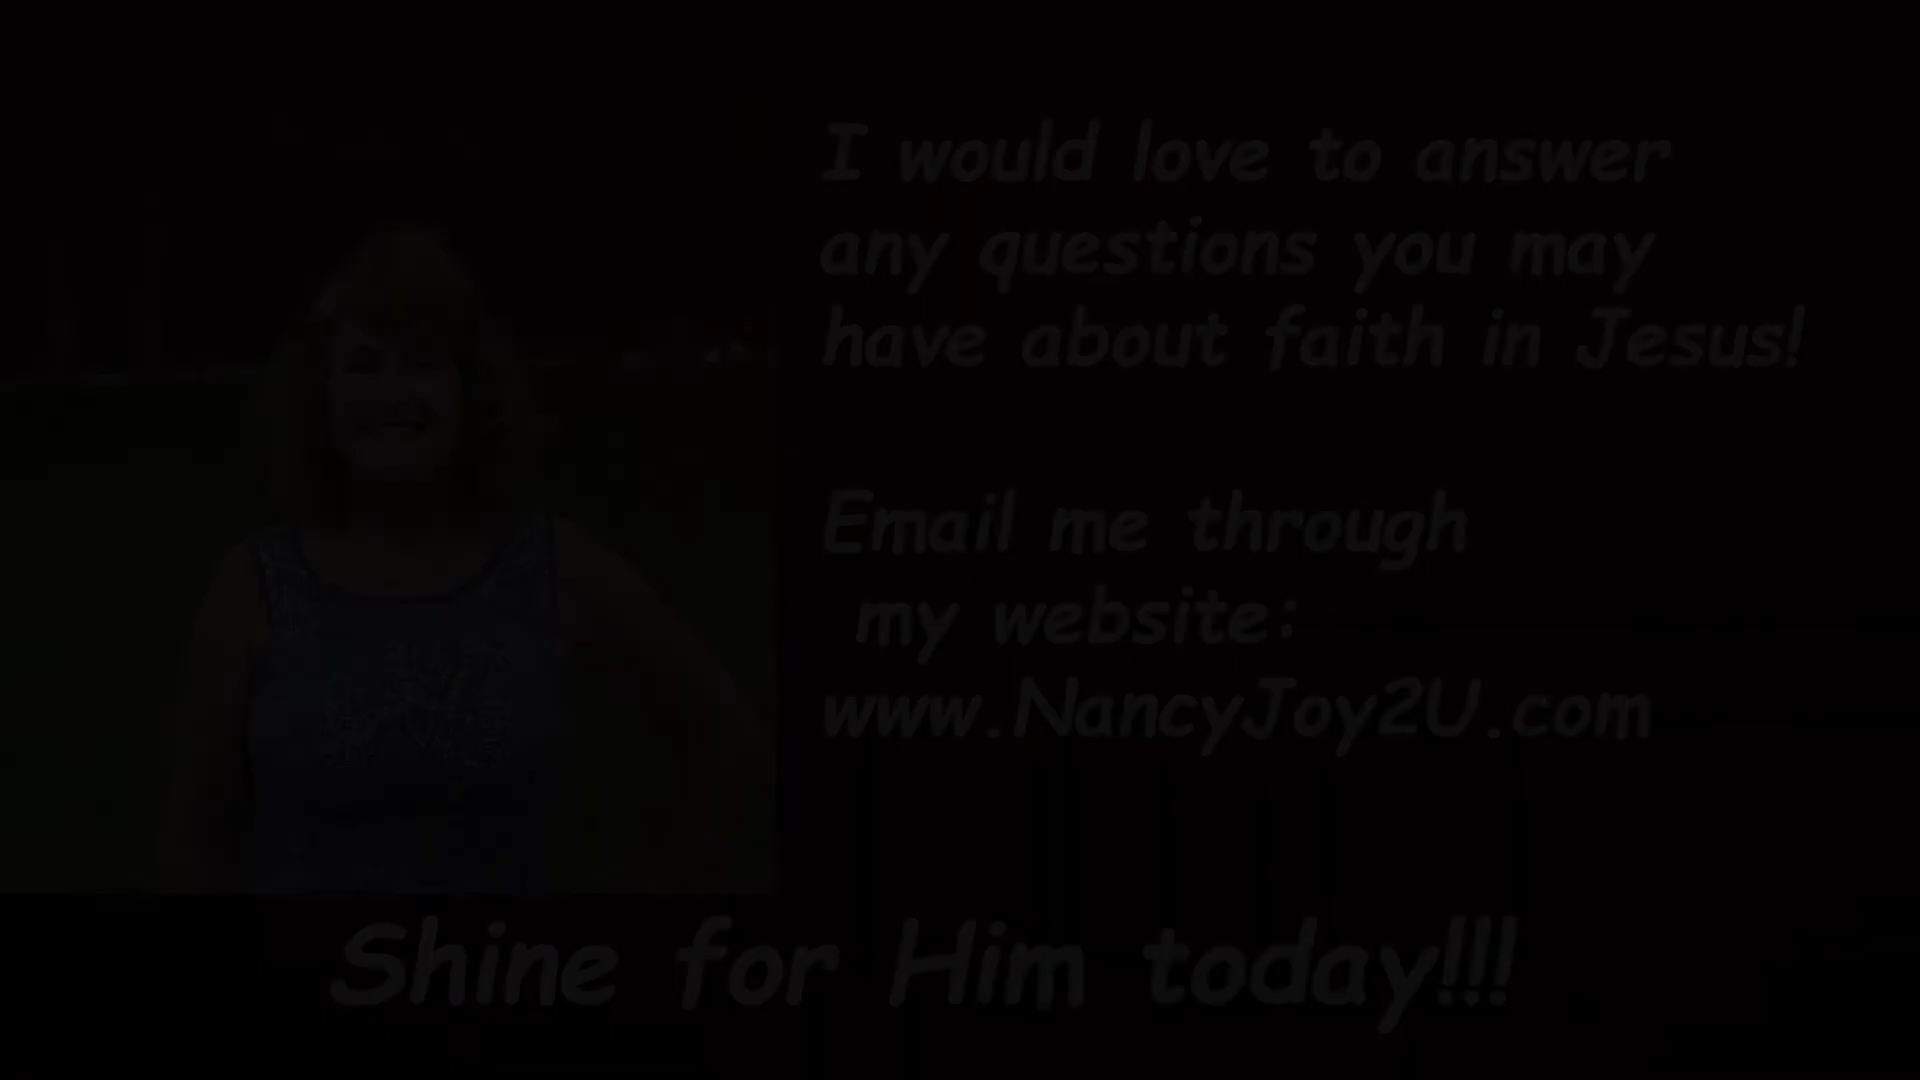 I would love to answer
any questions you may
have about faith in Jesus!
Email me through
my website:
www.NancyJoy2U.com
Shine for Him today!!!